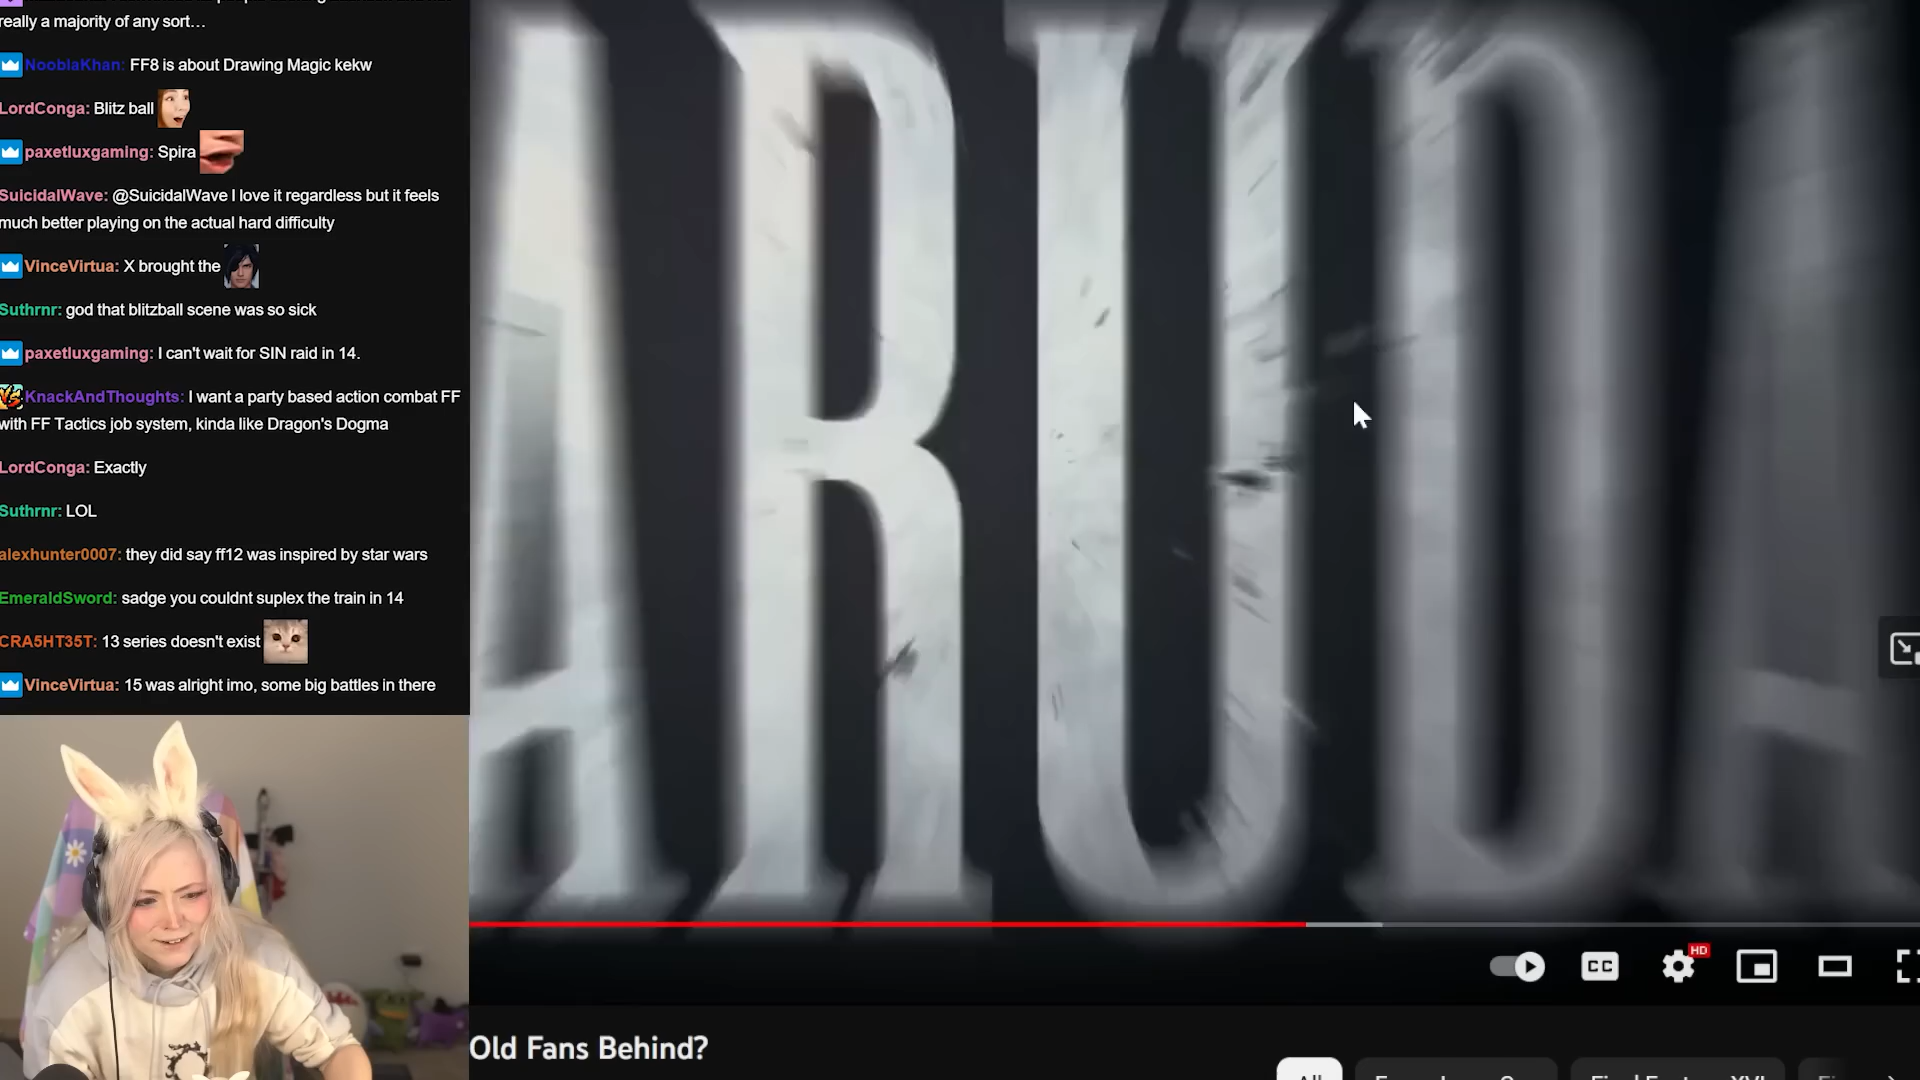 really a majority of any sort...
NooblaKhan: FF8 is about Drawing Magic kekw
LordConga: Blitz ball
paxetluxgaming: Spira
SuicidalWave: @SuicidalWave I love it regardless but it feels
much better playing on the actual hard difficulty
VinceVirtua: X brought the
Suthrnr: god that blitzball scene was so sick
paxetluxgaming: I can't wait for SIN raid in 14.
KnackAndThoughts: I want a party based action combat FF
with FF Tactics job system, kinda like Dragon's Dogma
LordConga: Exactly
Suthrnr: LOL
alexhunter0007: they did say ff12 was inspired by star wars
EmeraldSword: sadge you couldnt suplex the train in 14
CRA5HT35T: 13 series doesn't exist
VinceVirtua: 15 was alright imo, some big battles in there
ARUDA
HD
CC
Old Fans Behind?
All